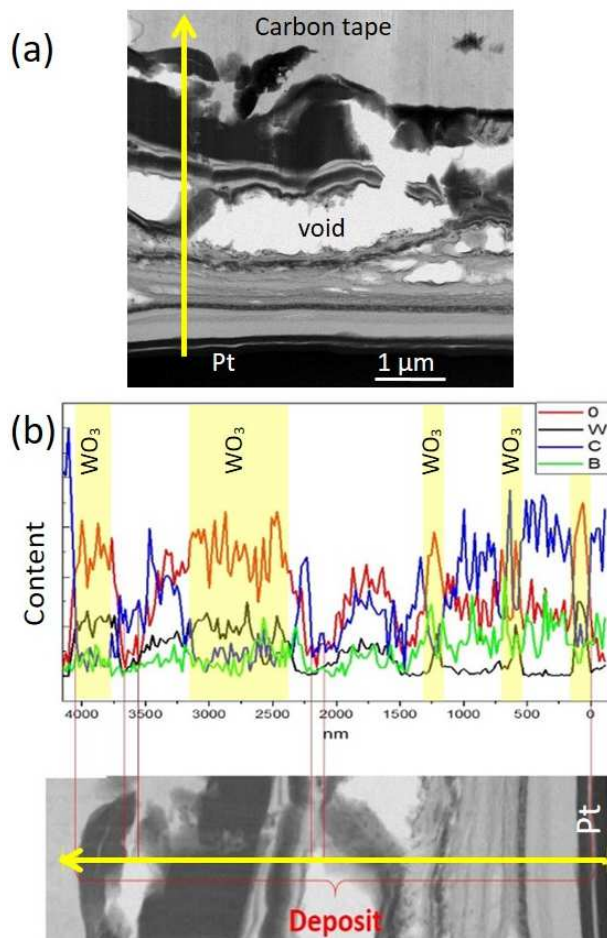 (a)
Carbon tape
void
Pt
1 μm
(b)
WO3
WO3
WO3
WO3
O
W
C
B
Content
4000 3500 3000 2500 2000 1500 1000 500 0
nm
Pt
Deposit